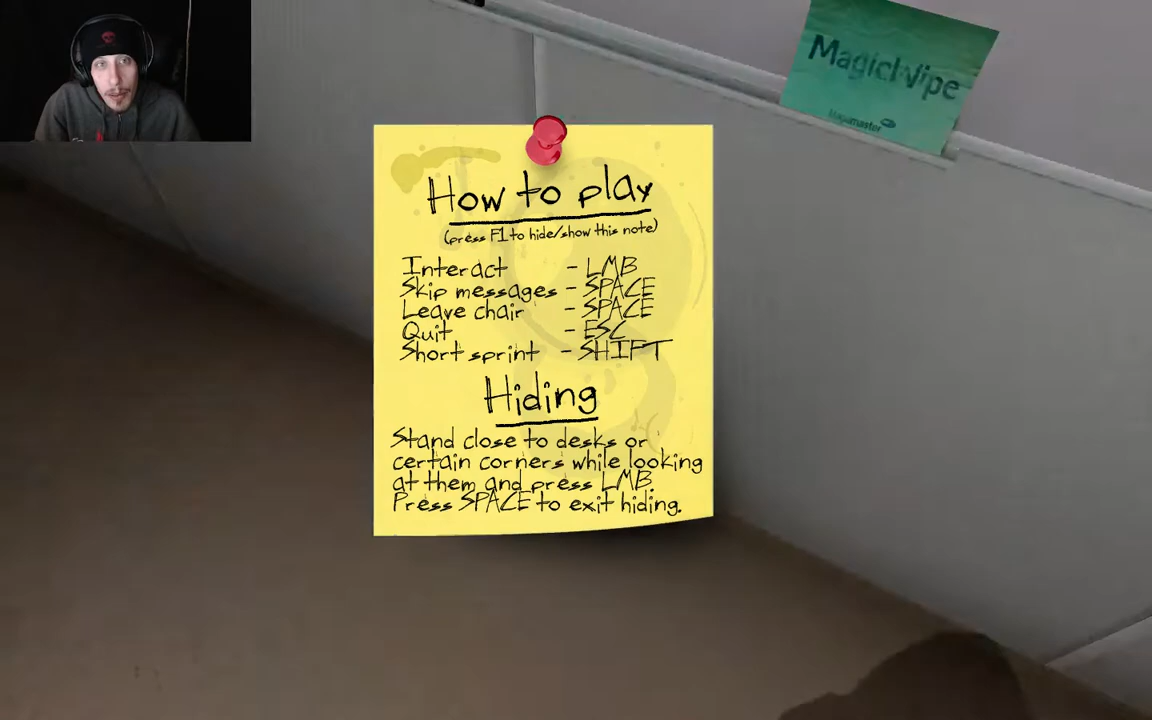 MagicWipe
How to play
(press F1 to hide/show this note)
Interact - LMB
Skip messages - SPACE
Leave chair - SPACE
Quit - ESC
Short sprint - SHIFT
Hiding
Stand close to desks or
certain corners while looking
at them and press LMB.
Press SPACE to exit hiding.